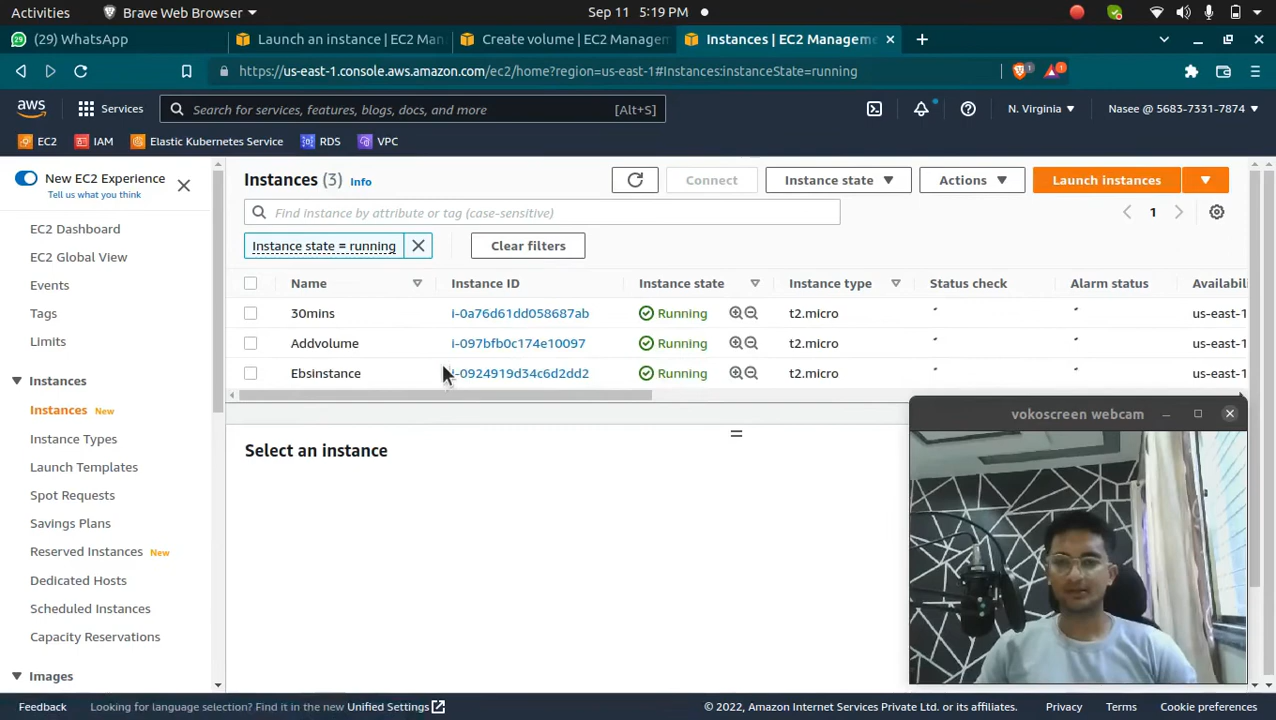 Activities
Brave Web Browser
Sep 11 5:19 PM
(29) WhatsApp
Launch an instance | EC2 Man
Create volume | EC2 Managem
Instances | EC2 Manageme
https://us-east-1.console.aws.amazon.com/ec2/home?region=us-east-1#Instances:instanceState=running
1
1
aws
Services
Search for services, features, blogs, docs, and more
[Alt+S]
N. Virginia
Nasee @ 5683-7331-7874
EC2
IAM
Elastic Kubernetes Service
RDS
VPC
New EC2 Experience
Tell us what you think
EC2 Dashboard
EC2 Global View
Events
Tags
Limits
Instances
Instances New
Instance Types
Launch Templates
Spot Requests
Savings Plans
Reserved Instances New
Dedicated Hosts
Scheduled Instances
Capacity Reservations
Images
Instances (3) Info
Connect
Instance state
Actions
Launch instances
Find instance by attribute or tag (case-sensitive)
1
Instance state = running
Clear filters
Name Instance ID Instance state Instance type Status check Alarm status Availabili
30mins i-0a76d61dd058687ab Running t2.micro - - us-east-1
Addvolume i-097bfb0c174e10097 Running t2.micro - - us-east-1
Ebsinstance i-0924919d34c6d2dd2 Running t2.micro - - us-east-1
Select an instance
vokoscreen webcam
Feedback
Looking for language selection? Find it in the new Unified Settings
© 2022, Amazon Internet Services Private Ltd. or its affiliates.
Privacy
Terms
Cookie preferences